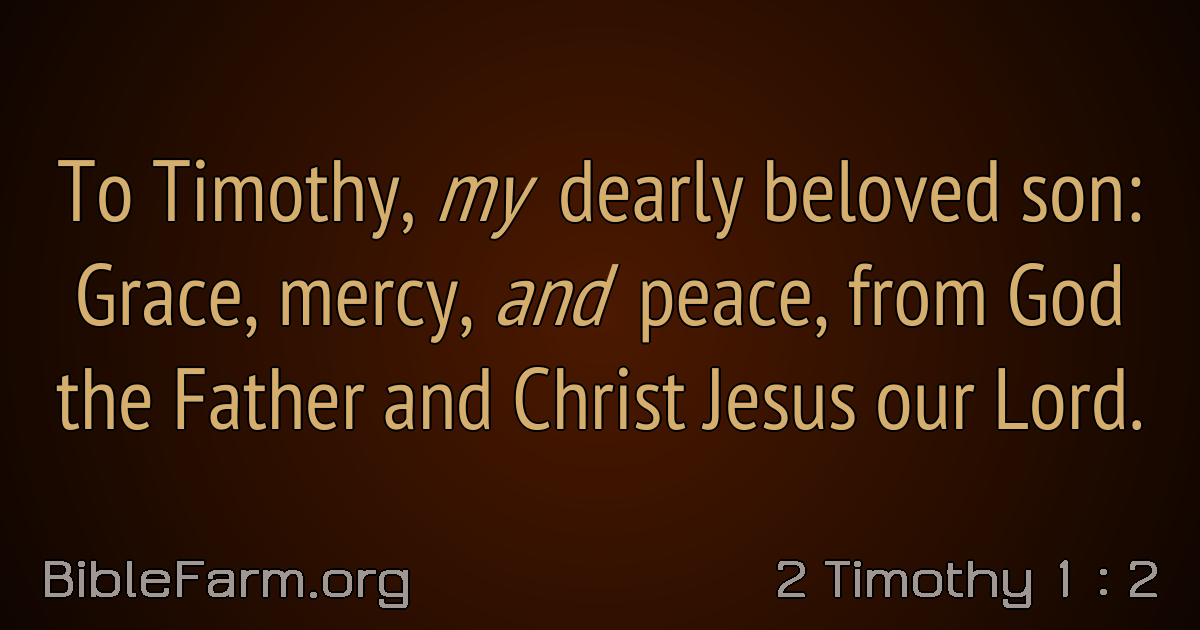 To Timothy, my dearly beloved son:
Grace, mercy, and peace, from God
the Father and Christ Jesus our Lord.
BibleFarm.org
2 Timothy 1 : 2